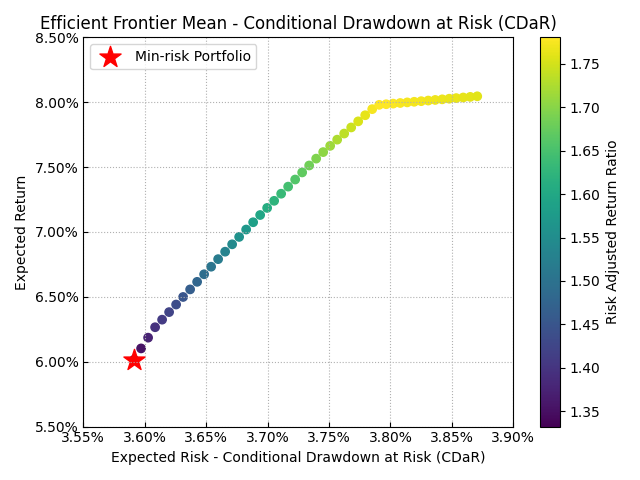 Efficient Frontier Mean - Conditional Drawdown at Risk (CDaR)
Min-risk Portfolio
Expected Return
8.50%
8.00%
7.50%
7.00%
6.50%
6.00%
5.50%
3.55% 3.60% 3.65% 3.70% 3.75% 3.80% 3.85% 3.90%
Expected Risk - Conditional Drawdown at Risk (CDaR)
1.75
1.70
1.65
1.60
1.55
1.50
1.45
1.40
1.35
Risk Adjusted Return Ratio